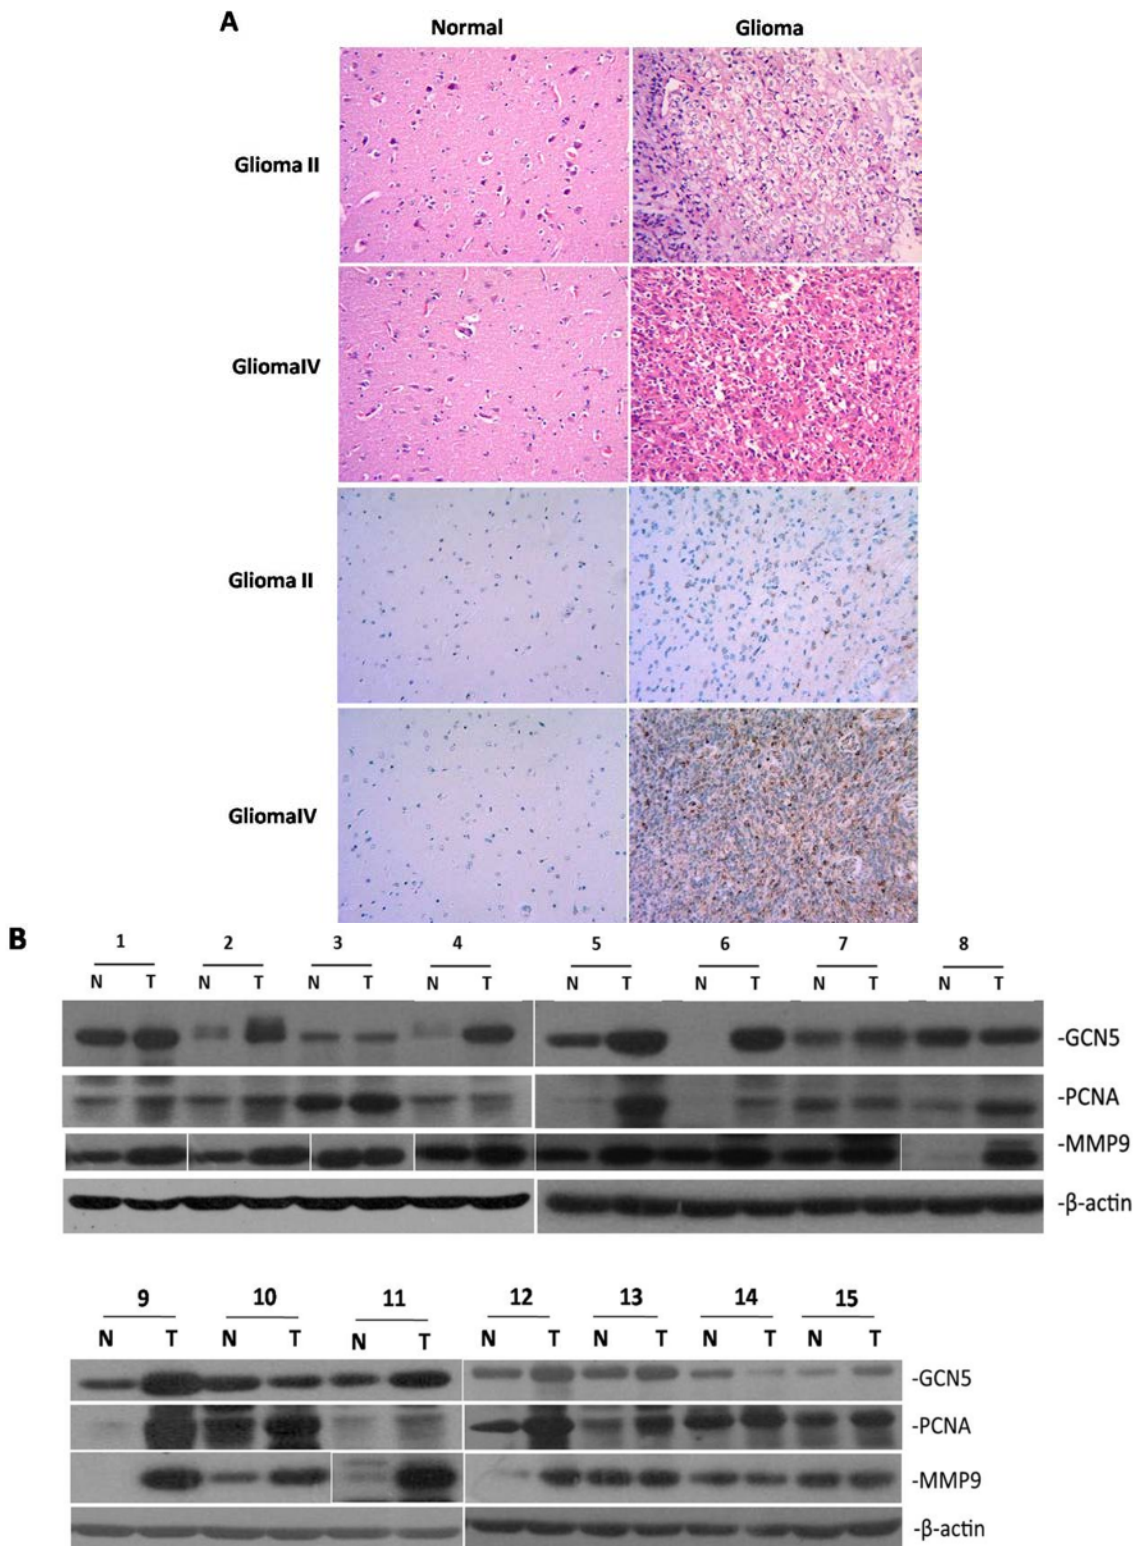 A
Normal Glioma
Glioma II
GliomaIV
Glioma II
GliomaIV
B
1 2 3 4 5 6 7 8
N T N T N T N T N T N T N T N T
-GCN5
-PCNA
-MMP9
-β-actin
9 10 11 12 13 14 15
N T N T N T N T N T N T N T
-GCN5
-PCNA
-MMP9
-β-actin